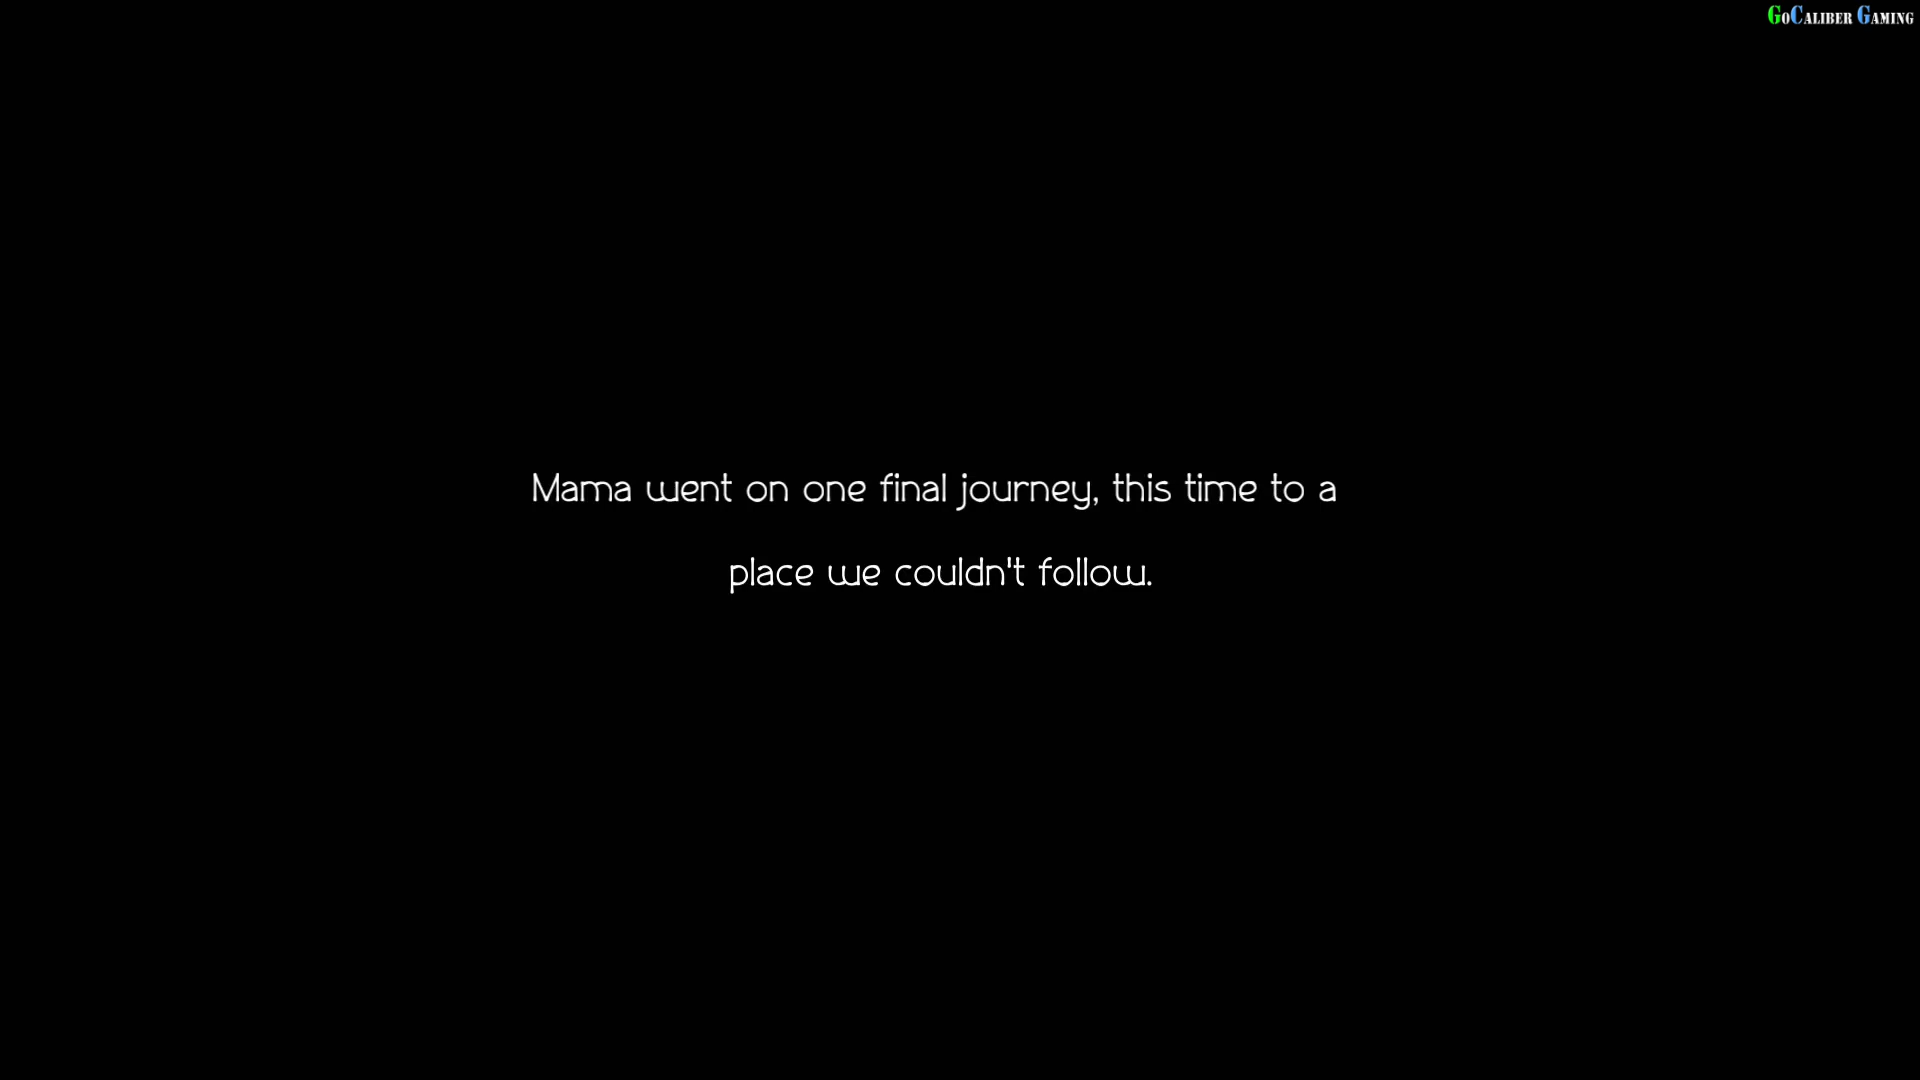 GoCaliber Gaming
Mama went on one final journey, this time to a
place we couldn't follow.